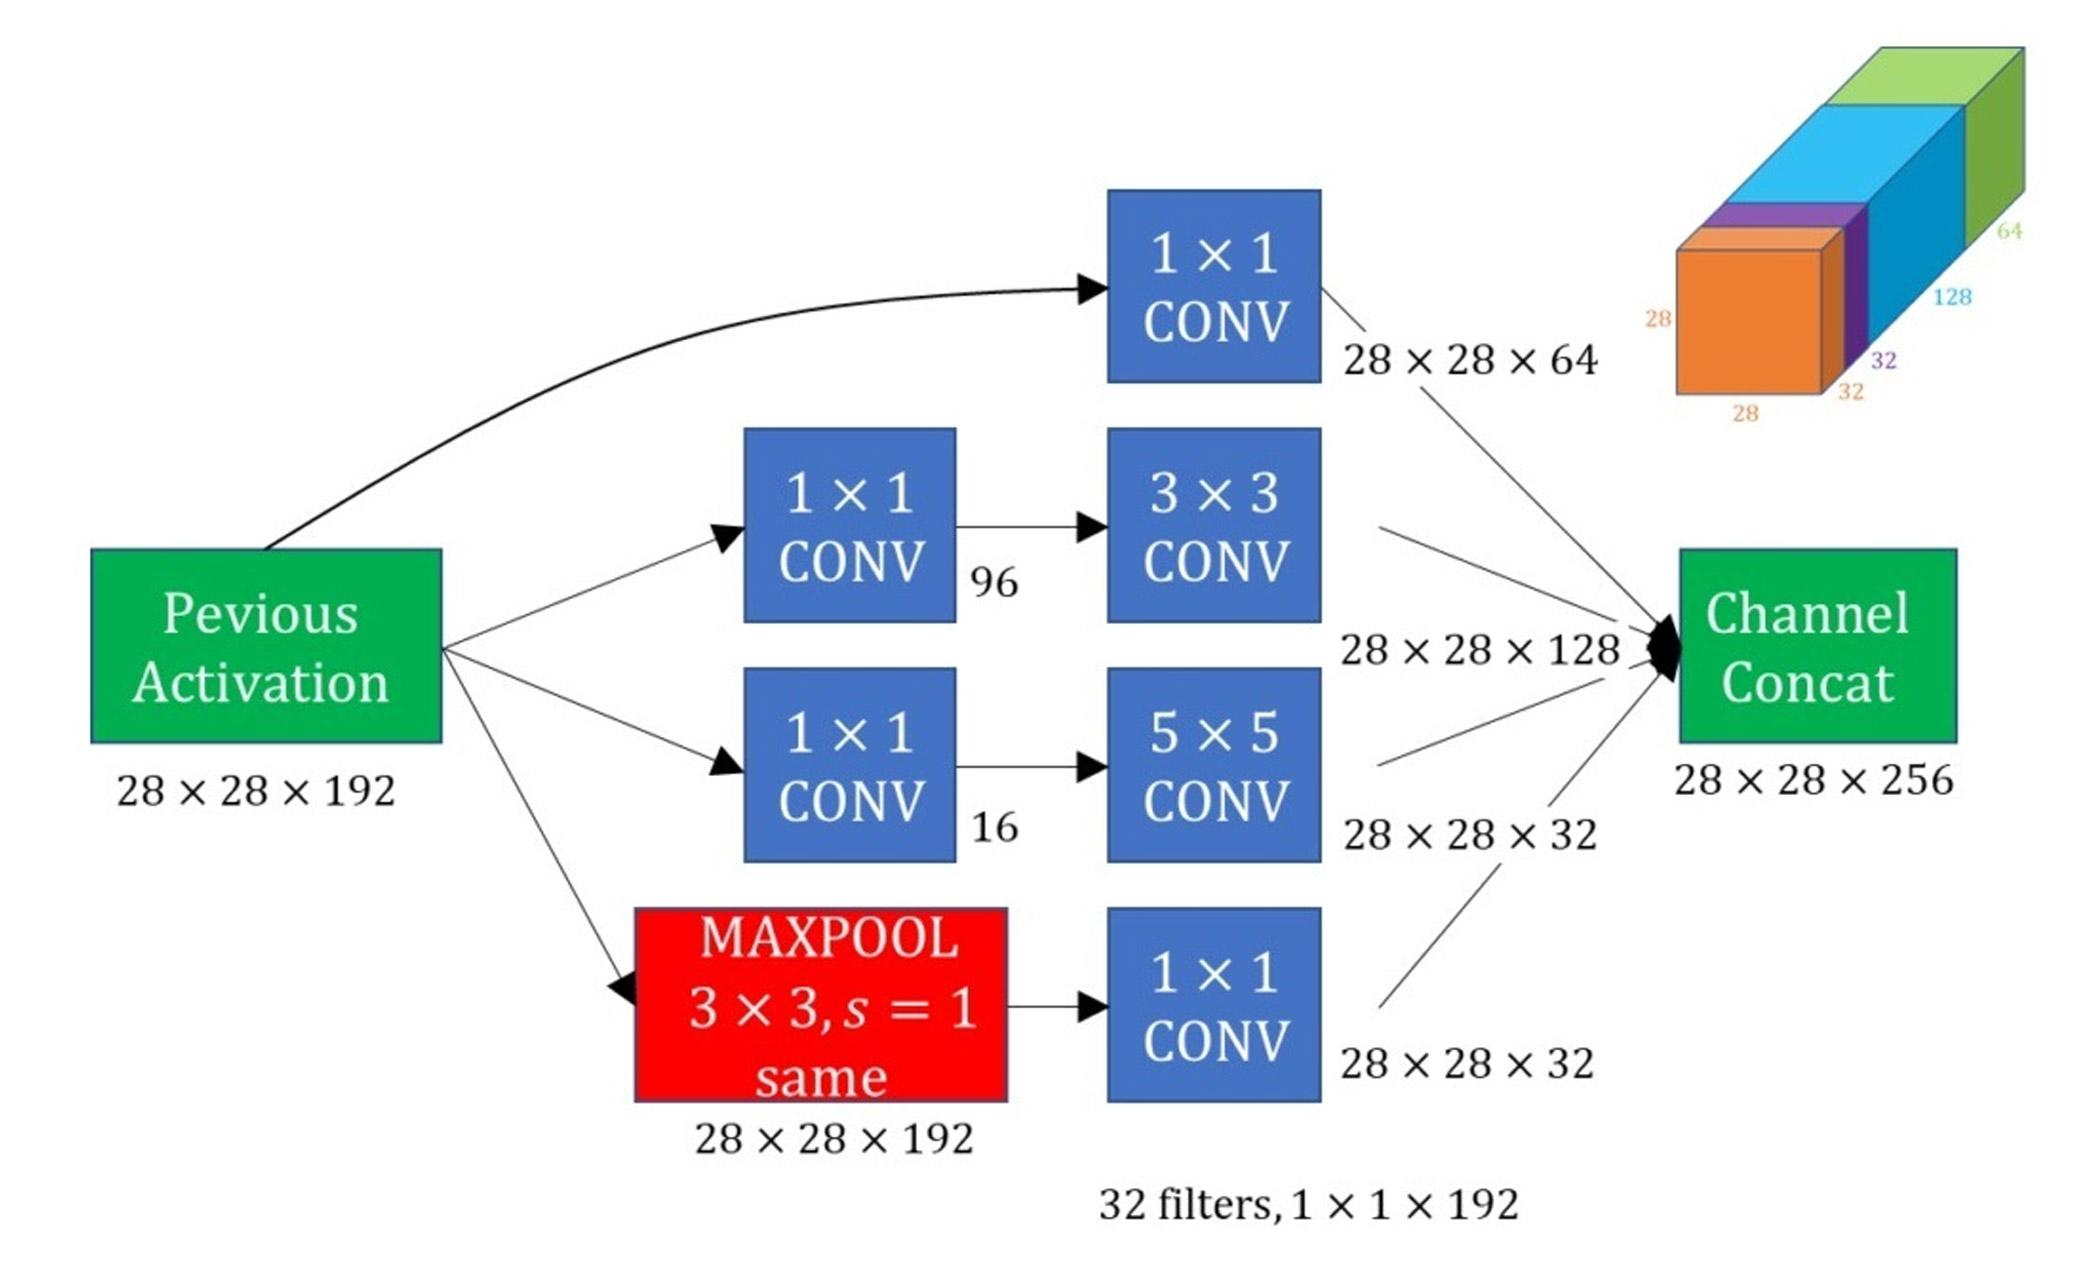 1 × 1
CONV
28 × 28 × 64
64
128
32
32
28
28
1 × 1
CONV
96
3 × 3
CONV
28 × 28 × 128
Pevious
Activation
28 × 28 × 192
Channel
Concat
28 × 28 × 256
1 × 1
CONV
16
5 × 5
CONV
28 × 28 × 32
MAXPOOL
3 × 3, s = 1
same
28 × 28 × 192
1 × 1
CONV
28 × 28 × 32
32 filters, 1 × 1 × 192